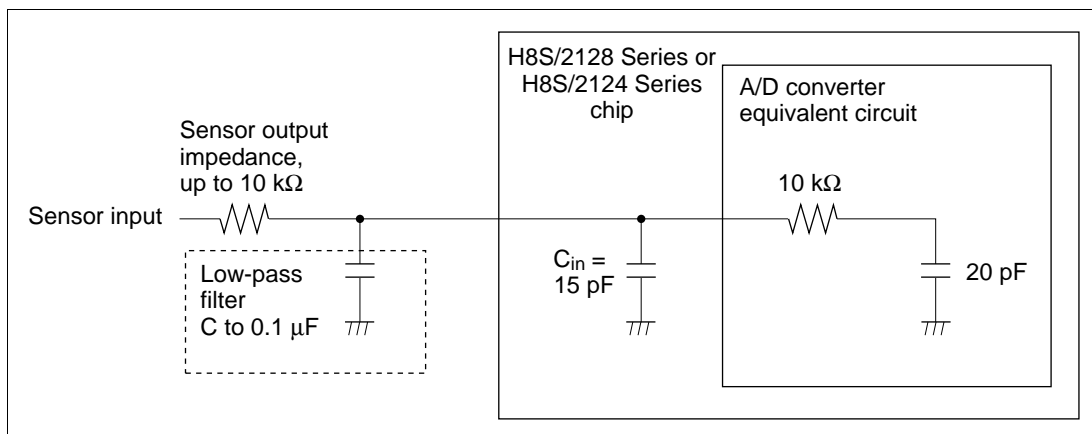 H8S/2128 Series or
H8S/2124 Series
chip
A/D converter
equivalent circuit
Sensor output
impedance,
up to 10 kΩ
10 kΩ
Sensor input
Low-pass
filter
C to 0.1 μF
Cin =
15 pF
20 pF